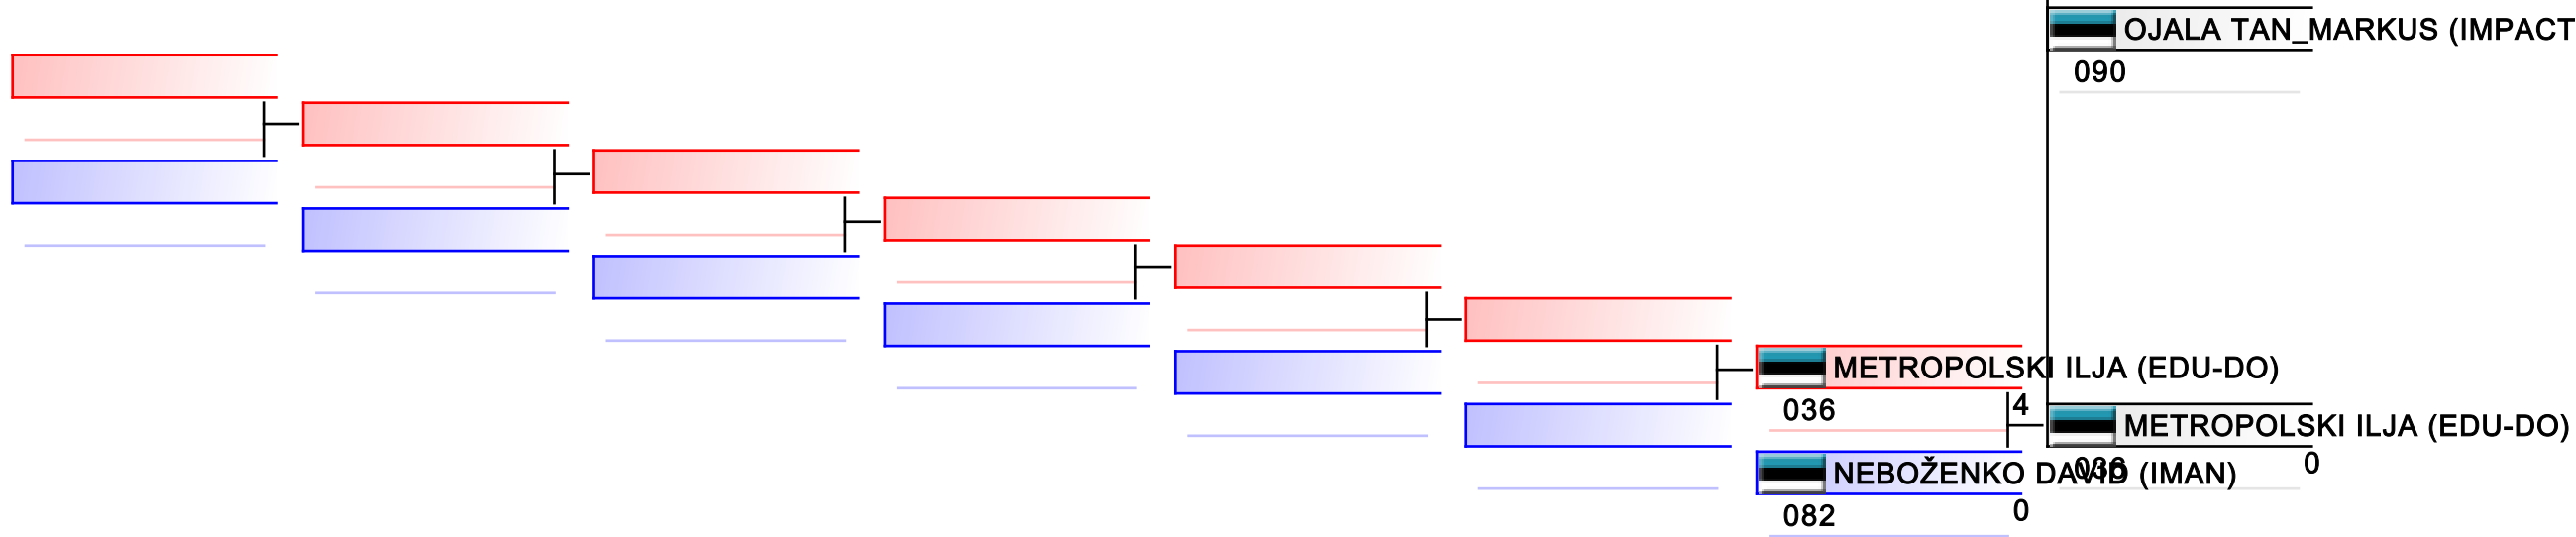 OJALA TAN_MARKUS (IMPACT
090
METROPOLSKI ILJA (EDU-DO)
036
4
METROPOLSKI ILJA (EDU-DO)
036
0
NEBOŽENKO DAVID (IMAN)
082
0